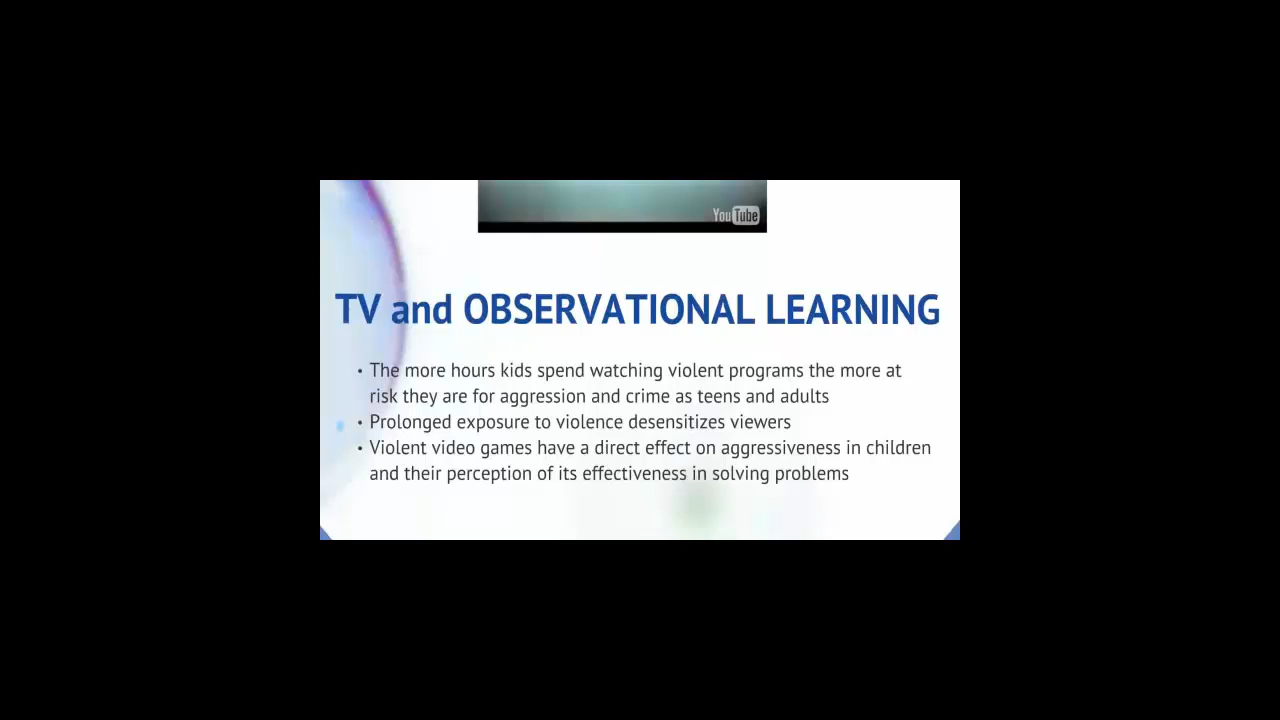 YouTube
TV and OBSERVATIONAL LEARNING
• The more hours kids spend watching violent programs the more at
risk they are for aggression and crime as teens and adults
• Prolonged exposure to violence desensitizes viewers
• Violent video games have a direct effect on aggressiveness in children
and their perception of its effectiveness in solving problems